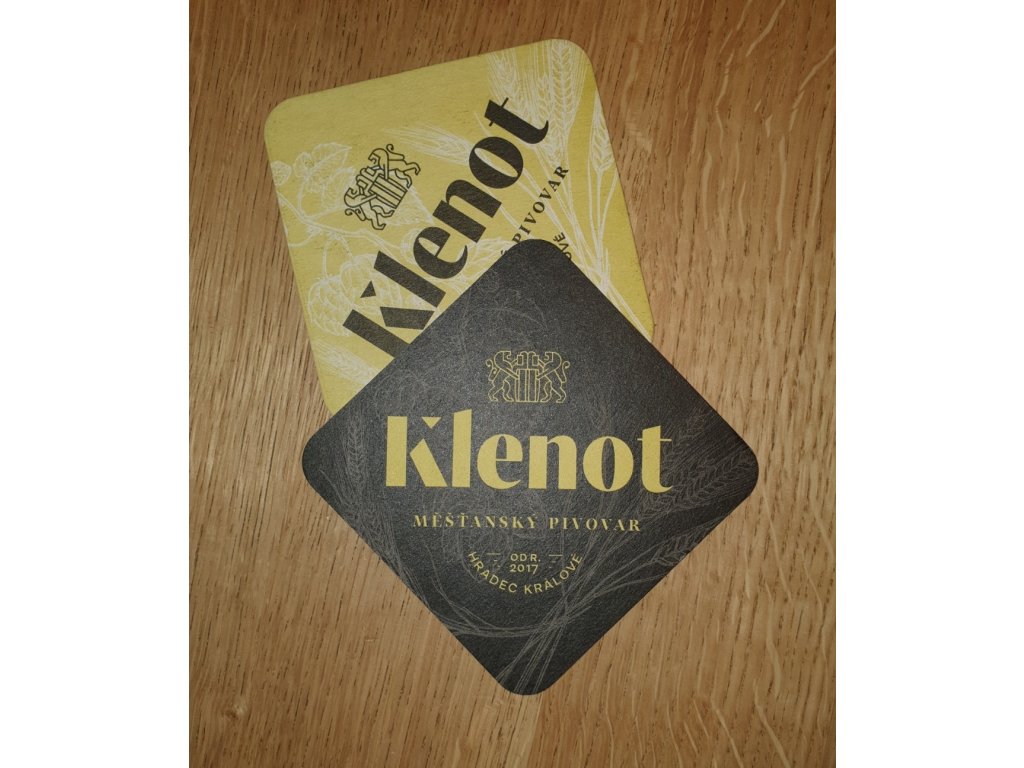 Klenot
PIVOVAR
Klenot
MĚŠŤANSKÝ PIVOVAR
OD R.
2017
HRADEC KRÁLOVÉ